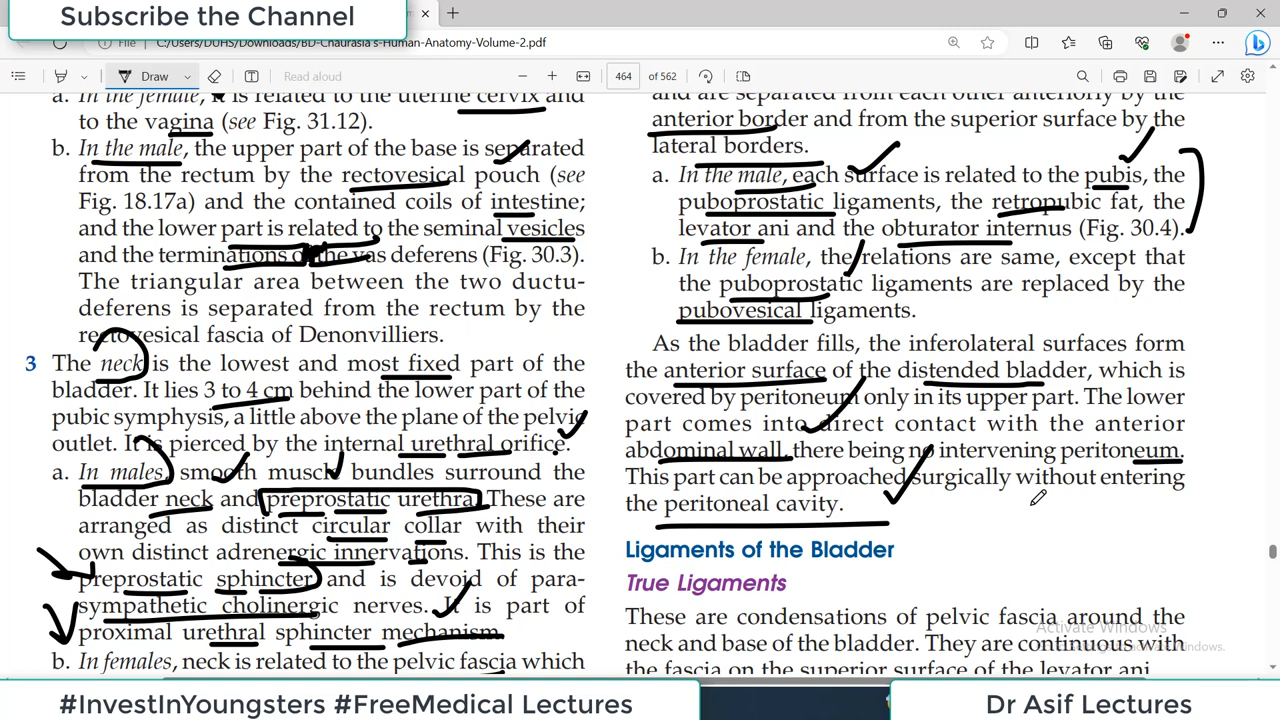 Subscribe the Channel
File
C:/Users/DUHS/Downloads/BD-Chaurasia's-Human-Anatomy-Volume-2.pdf
Draw
Read aloud
464
of 562
a. In the female, it is related to the uterine cervix and
to the vagina (see Fig. 31.12).
b. In the male, the upper part of the base is separated
from the rectum by the rectovesical pouch (see
Fig. 18.17a) and the contained coils of intestine;
and the lower part is related to the seminal vesicles
and the terminations of the vas deferens (Fig. 30.3).
The triangular area between the two ductu-
deferens is separated from the rectum by the
rectovesical fascia of Denonvilliers.
3 The neck is the lowest and most fixed part of the
bladder. It lies 3 to 4 cm behind the lower part of the
pubic symphysis, a little above the plane of the pelvic
outlet. It is pierced by the internal urethral orifice.
a. In males, smooth muscle bundles surround the
bladder neck and preprostatic urethra. These are
arranged as distinct circular collar with their
own distinct adrenergic innervations. This is the
preprostatic sphincter and is devoid of para-
sympathetic cholinergic nerves. It is part of
proximal urethral sphincter mechanism.
b. In females, neck is related to the pelvic fascia which
and are separated from each other anteriorly by the
anterior border and from the superior surface by the
lateral borders.
a. In the male, each surface is related to the pubis, the
puboprostatic ligaments, the retropubic fat, the
levator ani and the obturator internus (Fig. 30.4).
b. In the female, the relations are same, except that
the puboprostatic ligaments are replaced by the
pubovesical ligaments.
As the bladder fills, the inferolateral surfaces form
the anterior surface of the distended bladder, which is
covered by peritoneum only in its upper part. The lower
part comes into direct contact with the anterior
abdominal wall, there being no intervening peritoneum.
This part can be approached surgically without entering
the peritoneal cavity.
Ligaments of the Bladder
True Ligaments
These are condensations of pelvic fascia around the
neck and base of the bladder. They are continuous with
the fascia on the superior surface of the levator ani
Activate Windows
#InvestInYoungsters #FreeMedical Lectures
Dr Asif Lectures